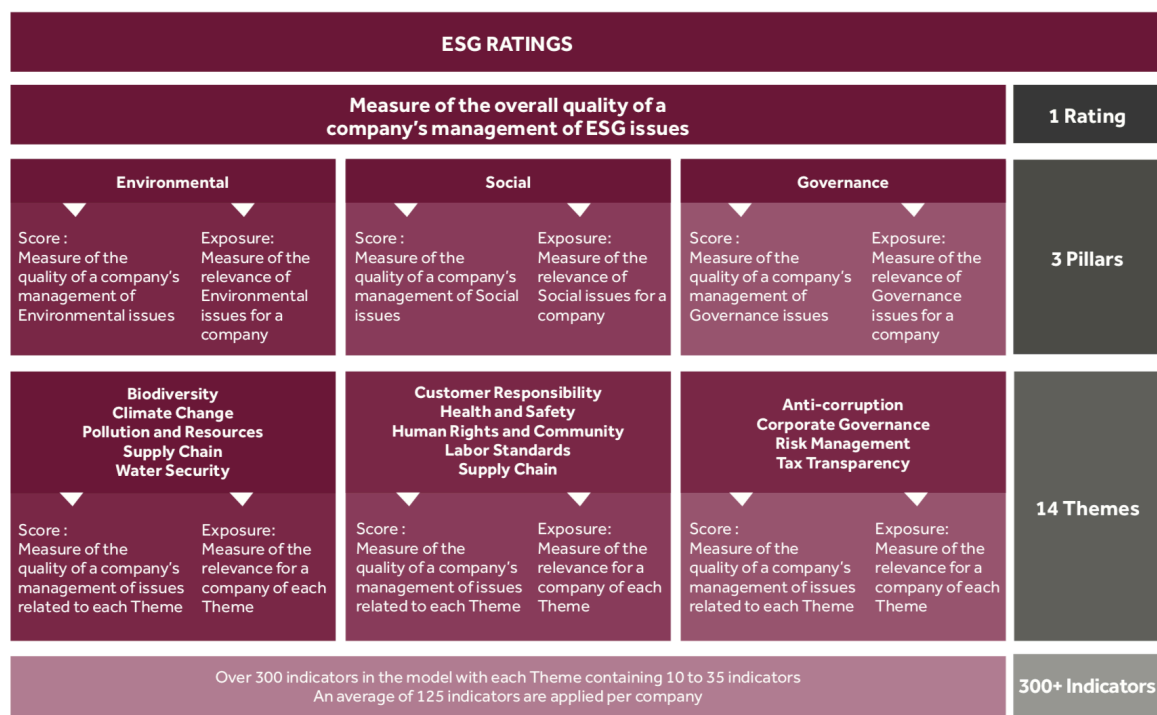 ESG RATINGS
Measure of the overall quality of a
company's management of ESG issues
1 Rating
Environmental
Score :
Measure of the
quality of a company's
management of
Environmental issues
Exposure:
Measure of the
relevance of
Environmental
issues for a
company
Social
Score :
Measure of the
quality of a company's
management of Social
issues
Exposure:
Measure of the
relevance of
Social issues for a
company
Governance
Score :
Measure of the
quality of a company's
management of
Governance issues
Exposure:
Measure of the
relevance of
Governance
issues for a
company
3 Pillars
Biodiversity
Climate Change
Pollution and Resources
Supply Chain
Water Security
Score :
Measure of the
quality of a company's
management of issues
related to each Theme
Exposure:
Measure of the
relevance for a
company of each
Theme
Customer Responsibility
Health and Safety
Human Rights and Community
Labor Standards
Supply Chain
Score :
Measure of the
quality of a company's
management of issues
related to each Theme
Exposure:
Measure of the
relevance for a
company of each
Theme
Anti-corruption
Corporate Governance
Risk Management
Tax Transparency
Score :
Measure of the
quality of a company's
management of issues
related to each Theme
Exposure:
Measure of the
relevance for a
company of each
Theme
14 Themes
Over 300 indicators in the model with each Theme containing 10 to 35 indicators
An average of 125 indicators are applied per company
300+ Indicators